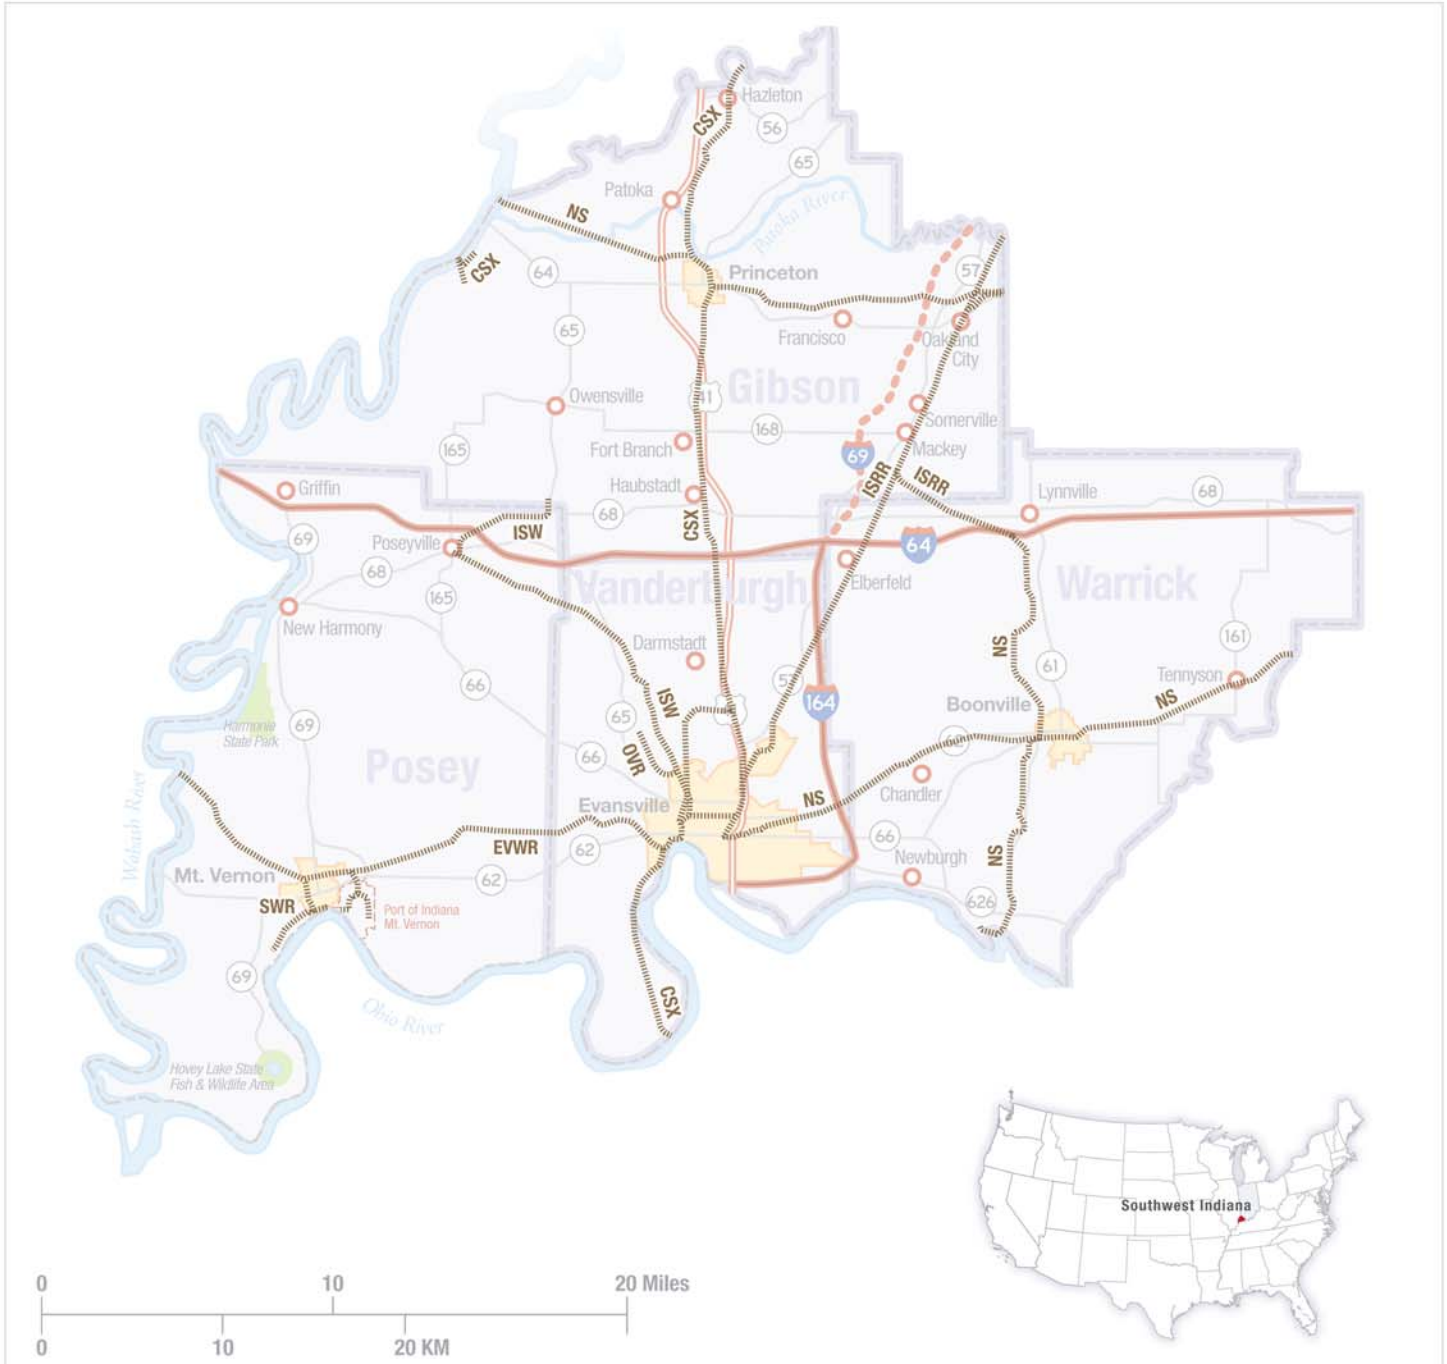 Hazleton
CSX
56
65
Patoka
NS
Patoka River
CSX
64
Princeton
57
Francisco
Oakland
City
65
41
Gibson
Owensville
168
Somerville
Fort Branch
165
Mackey
69
Haubstadt
ISRR
ISRR
Griffin
CSX
68
Lynnville
68
ISW
69
Poseyville
64
68
165
Vanderburgh
Elberfeld
Warrick
New Harmony
Darmstadt
161
NS
61
Tennyson
57
66
ISW
164
NS
Boonville
65
Harmonie
State Park
69
OVR
66
62
Posey
Wabash River
Evansville
NS
Chandler
EVWR
62
66
Newburgh
NS
Mt. Vernon
62
SWR
Port of Indiana
Mt. Vernon
626
69
CSX
Ohio River
Hovey Lake State
Fish & Wildlife Area
Southwest Indiana
0 10 20 Miles
0 10 20 KM